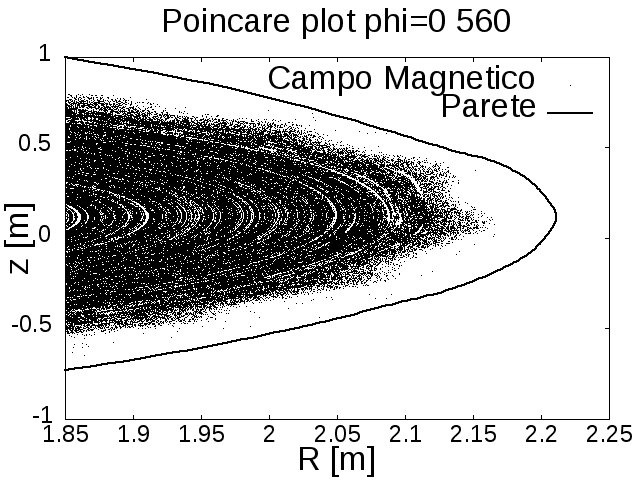 Poincare plot phi=0 560
Campo Magnetico
Parete
1
0.5
0
-0.5
-1
z [m]
1.85 1.9 1.95 2 2.05 2.1 2.15 2.2 2.25
R [m]